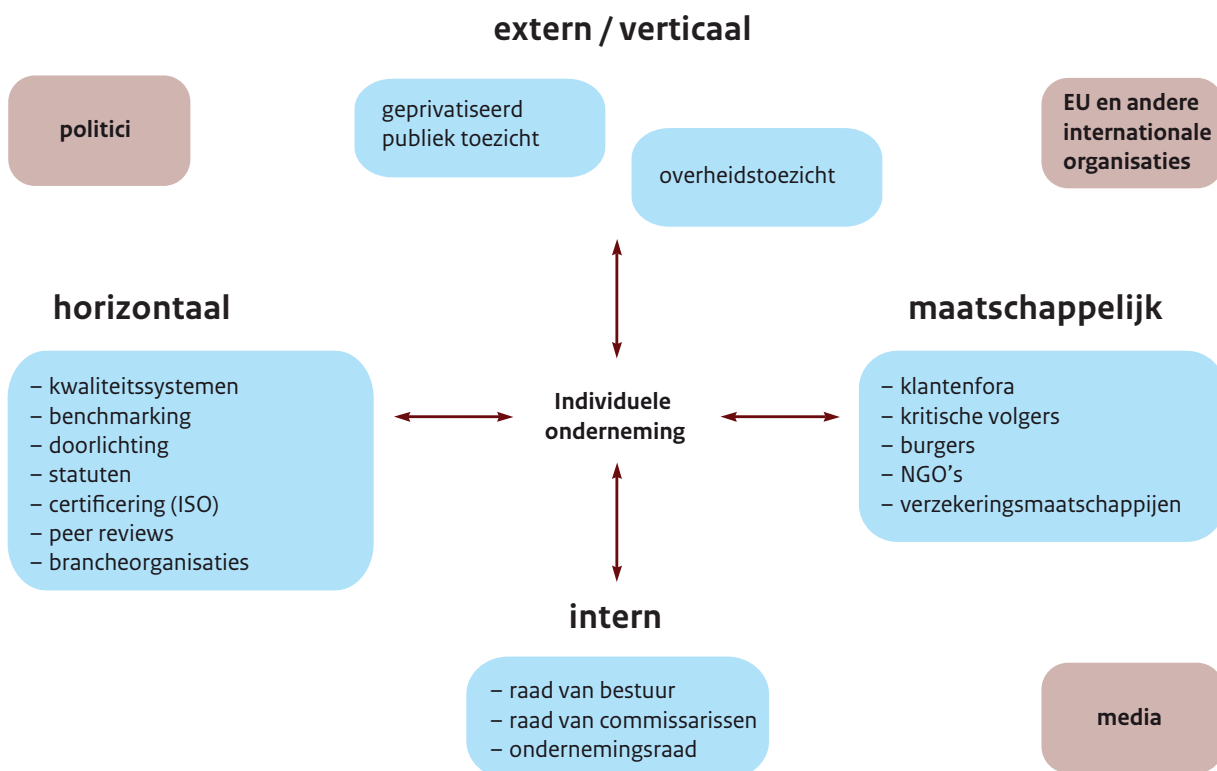 extern / verticaal
politici
geprivatiseerd
publiek toezicht
overheidstoezicht
EU en andere
internationale
organisaties
horizontaal
– kwaliteitssystemen
– benchmarking
– doorlichting
– statuten
– certificering (ISO)
– peer reviews
– brancheorganisaties
Individuele
onderneming
maatschappelijk
– klantenfora
– kritische volgers
– burgers
– NGO’s
– verzekeringsmaatschappijen
intern
– raad van bestuur
– raad van commissarissen
– ondernemingsraad
media